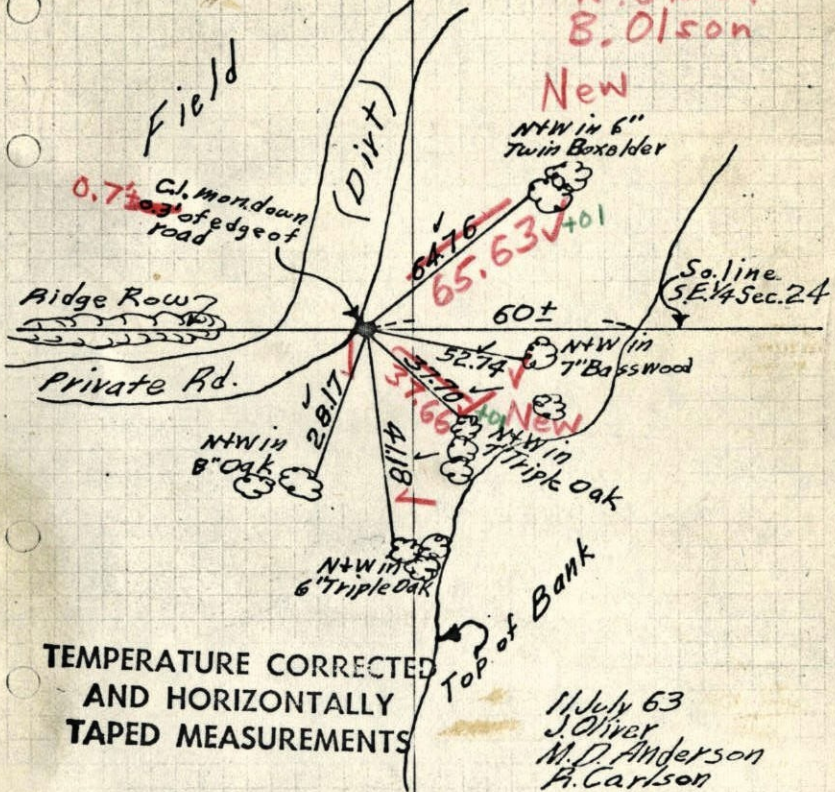 B. Olson
New
Field
(Dirt)
N+W in 6"
Twin Boxelder
0.7'±
C.I. mon. down
0.3' of edge of
road
64.76
65.63 +01
So. line
S.E.¼ Sec. 24
Ridge Row?
60±
Private Rd.
52.74
N+W in
7" Basswood
37.70
37.66 +01
New
28.17
N+W in
8" Oak
41.18
N+W in
7" Triple Oak
N+W in
6" Triple Oak
Top of Bank
TEMPERATURE CORRECTED
AND HORIZONTALLY
TAPED MEASUREMENTS
11 July 63
J. Oliver
M.D. Anderson
R. Carlson